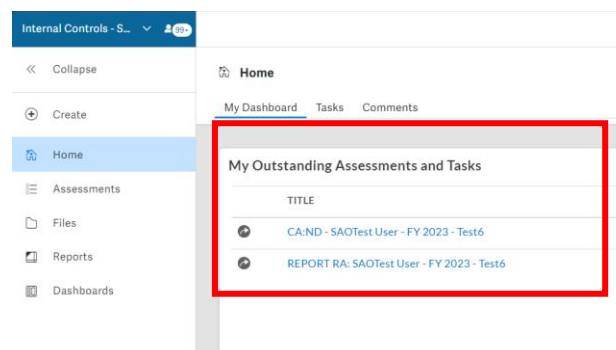 Internal Controls - S... 99+
Collapse
Home
My Dashboard Tasks Comments
Create
Home
My Outstanding Assessments and Tasks
Assessments
TITLE
Files
CA:ND - SAOTest User - FY 2023 - Test6
Reports
REPORT RA: SAOTest User - FY 2023 - Test6
Dashboards